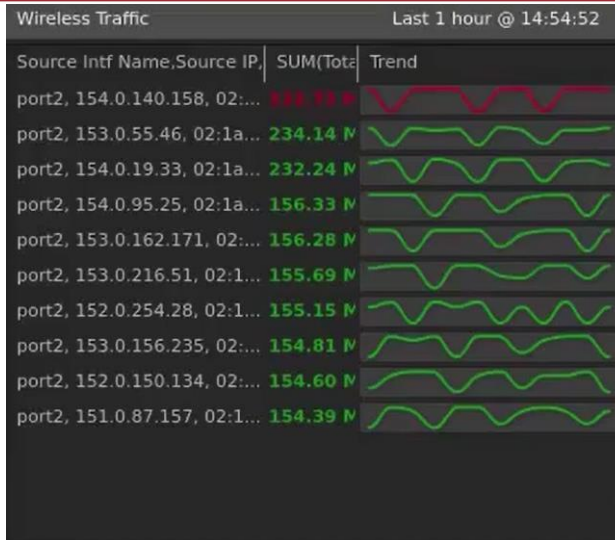 Wireless Traffic Last 1 hour @ 14:54:52
Source Intf Name,Source IP, SUM(Tota Trend
port2, 154.0.140.158, 02:...
port2, 153.0.55.46, 02:1a... 234.14 M
port2, 154.0.19.33, 02:1a... 232.24 M
port2, 154.0.95.25, 02:1a... 156.33 M
port2, 153.0.162.171, 02:... 156.28 M
port2, 153.0.216.51, 02:1... 155.69 M
port2, 152.0.254.28, 02:1... 155.15 M
port2, 153.0.156.235, 02:... 154.81 M
port2, 152.0.150.134, 02:... 154.60 M
port2, 151.0.87.157, 02:1... 154.39 M